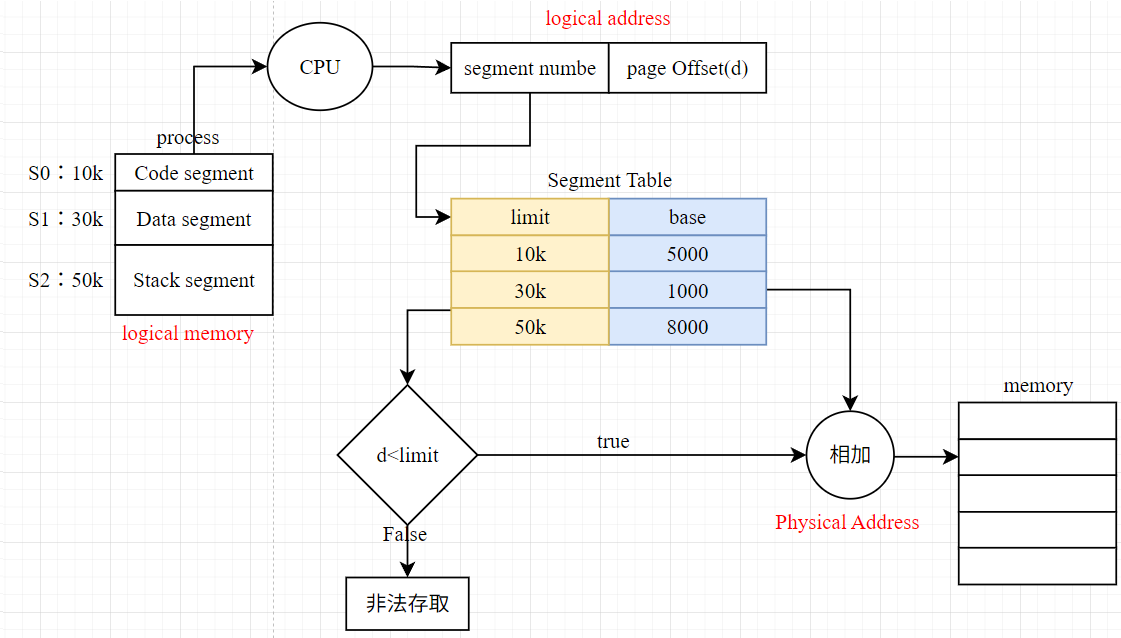 logical address
CPU
segment numbe
page Offset(d)
process
S0：10k
Code segment
S1：30k
Data segment
S2：50k
Stack segment
logical memory
Segment Table
limit
base
10k
5000
30k
1000
50k
8000
d<limit
true
False
非法存取
相加
Physical Address
memory